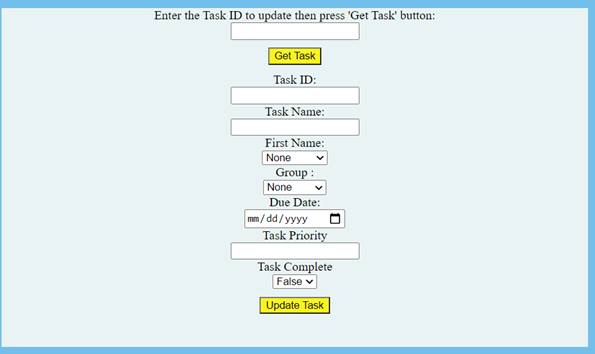 Enter the Task ID to update then press 'Get Task' button:
Get Task
Task ID:
Task Name:
First Name:
None
Group :
None
Due Date:
mm/dd/yyyy
Task Priority
Task Complete
False
Update Task